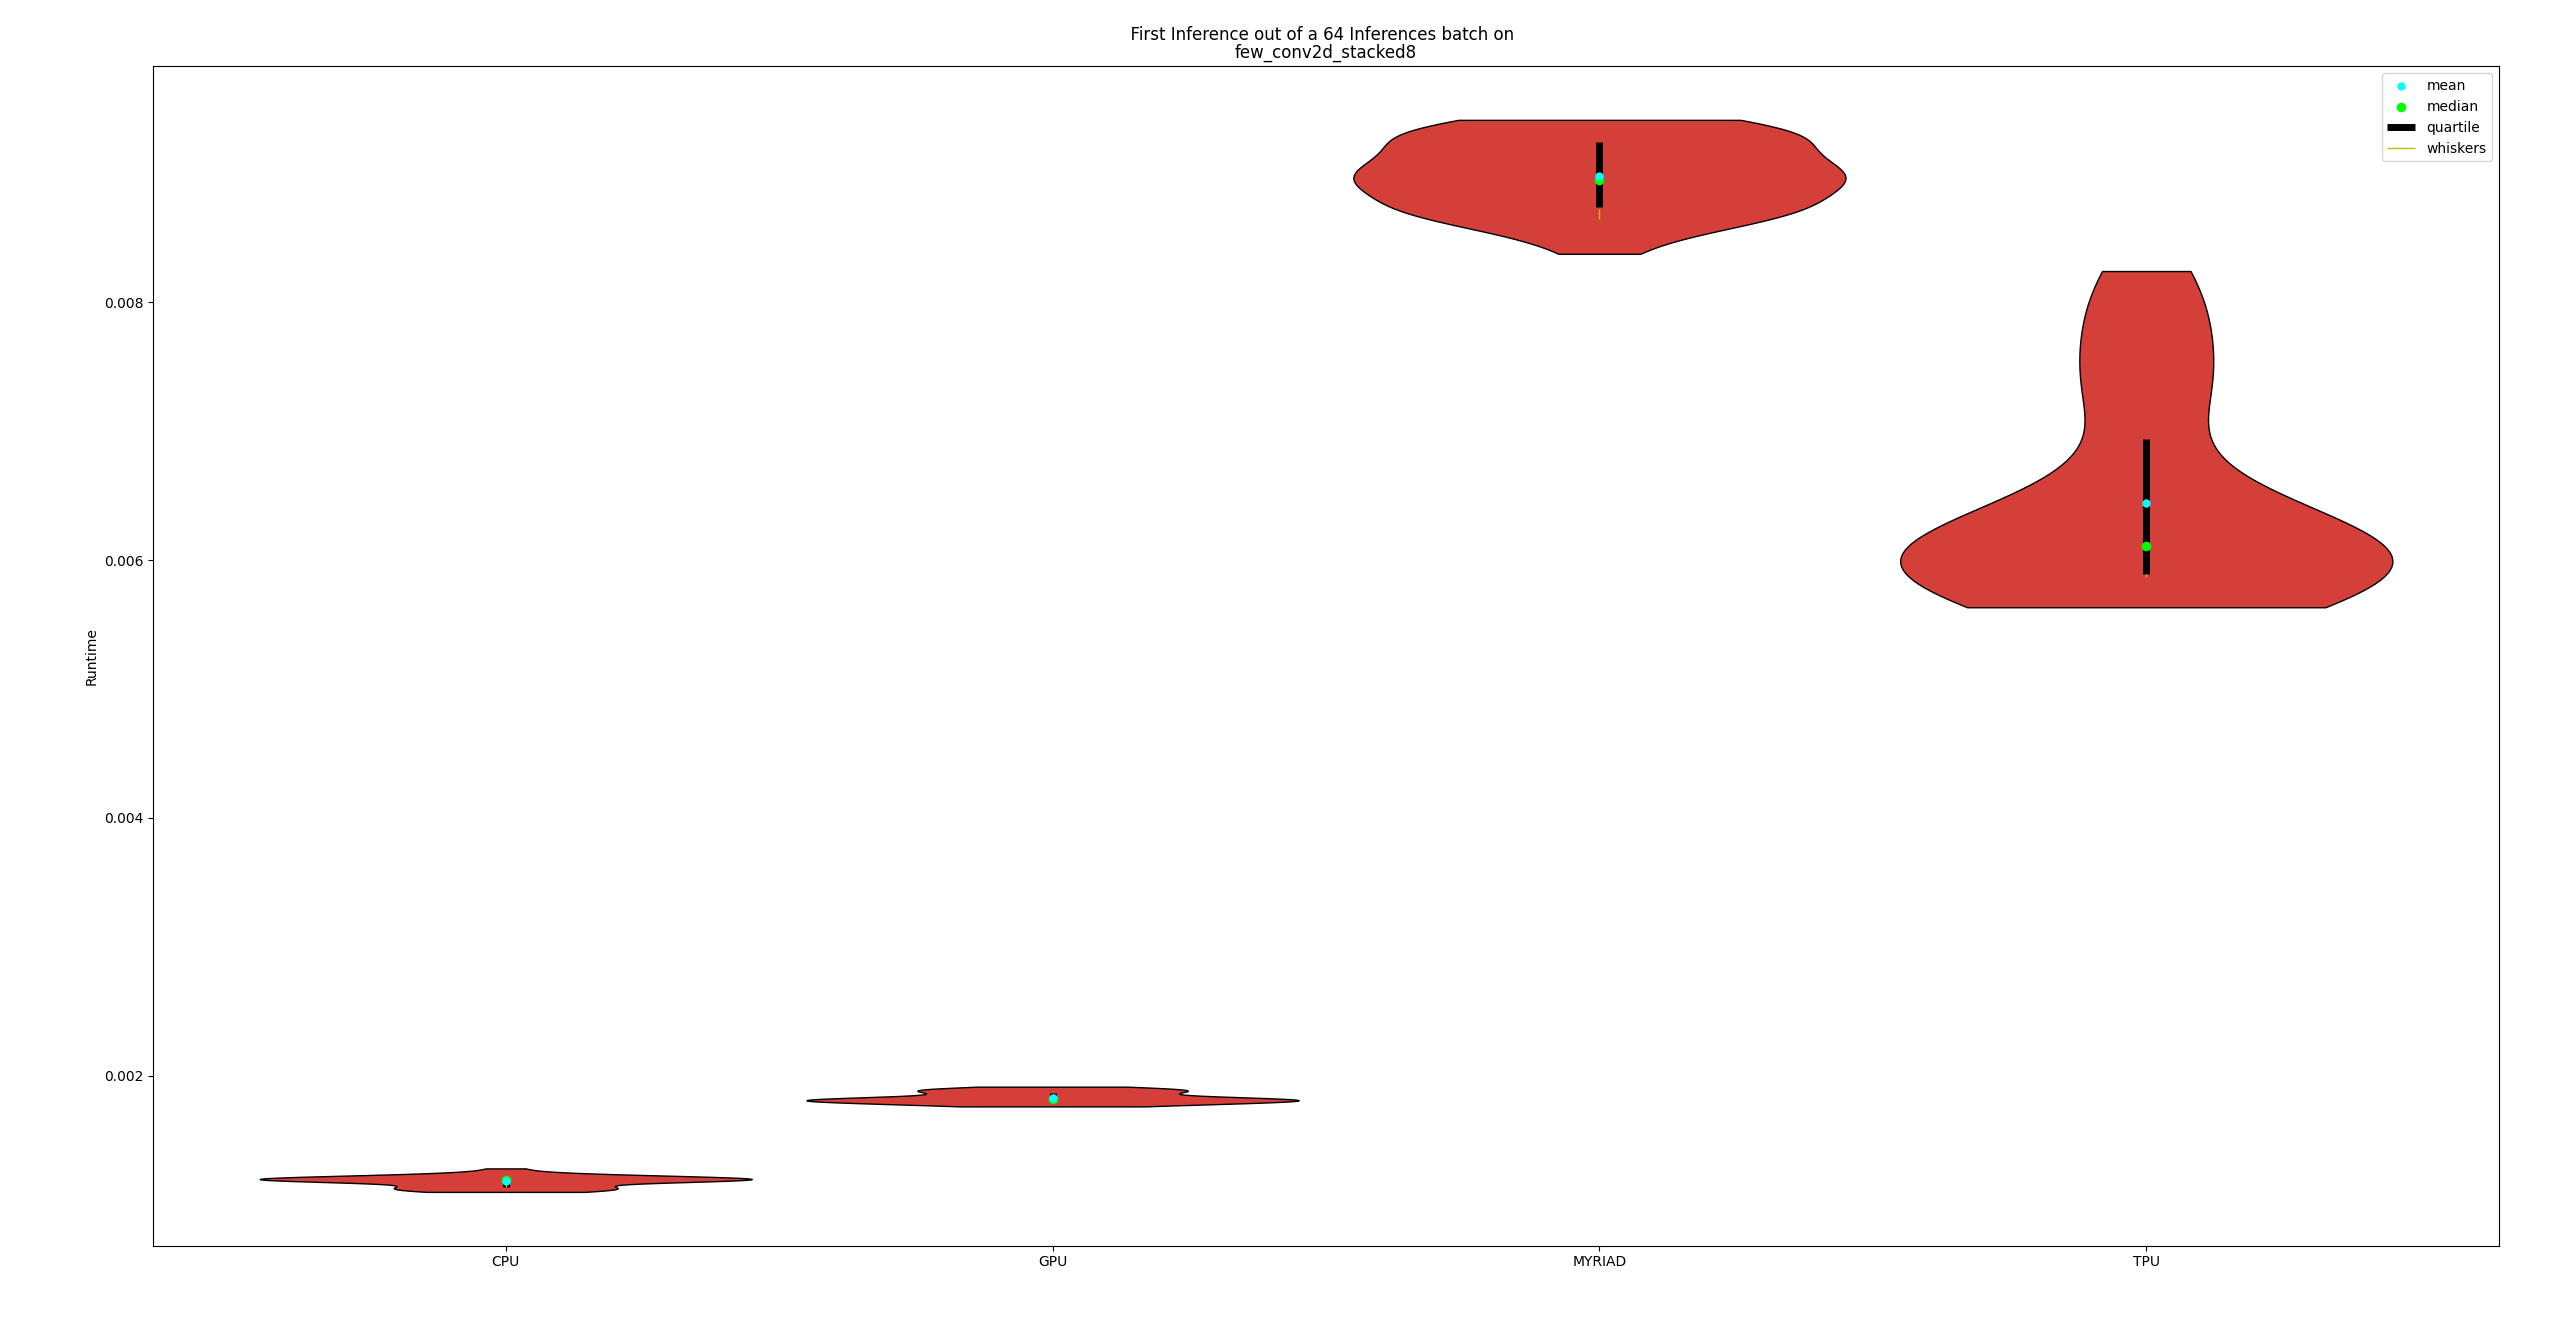 First Inference out of a 64 Inferences batch on
few_conv2d_stacked8
mean
median
quartile
whiskers
0.008
0.006
0.004
0.002
Runtime
CPU
GPU
MYRIAD
TPU